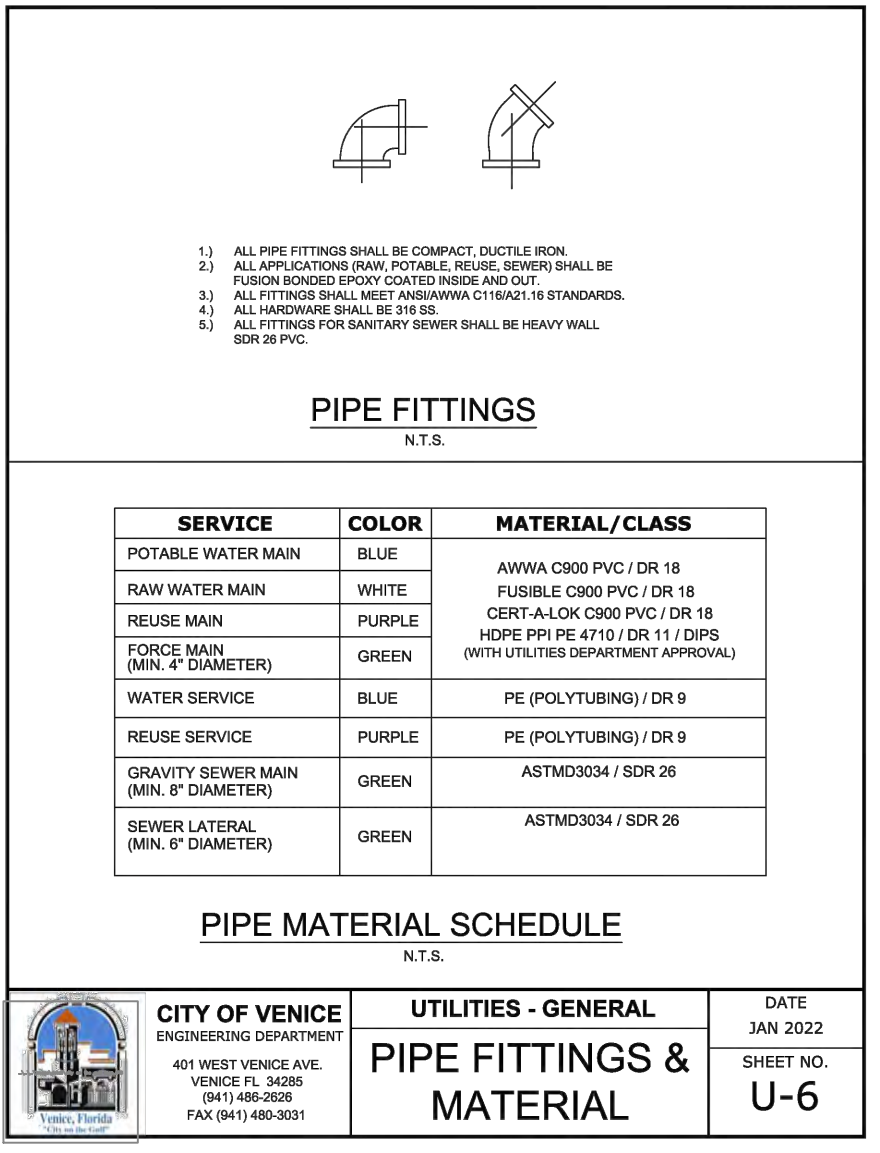 1.) ALL PIPE FITTINGS SHALL BE COMPACT, DUCTILE IRON.
2.) ALL APPLICATIONS (RAW, POTABLE, REUSE, SEWER) SHALL BE
FUSION BONDED EPOXY COATED INSIDE AND OUT.
3.) ALL FITTINGS SHALL MEET ANSI/AWWA C116/A21.16 STANDARDS.
4.) ALL HARDWARE SHALL BE 316 SS.
5.) ALL FITTINGS FOR SANITARY SEWER SHALL BE HEAVY WALL
SDR 26 PVC.
PIPE FITTINGS
N.T.S.
SERVICE COLOR MATERIAL/CLASS
POTABLE WATER MAIN BLUE
RAW WATER MAIN WHITE
REUSE MAIN PURPLE
FORCE MAIN
(MIN. 4" DIAMETER) GREEN
AWWA C900 PVC / DR 18
FUSIBLE C900 PVC / DR 18
CERT-A-LOK C900 PVC / DR 18
HDPE PPI PE 4710 / DR 11 / DIPS
(WITH UTILITIES DEPARTMENT APPROVAL)
WATER SERVICE BLUE PE (POLYTUBING) / DR 9
REUSE SERVICE PURPLE PE (POLYTUBING) / DR 9
GRAVITY SEWER MAIN
(MIN. 8" DIAMETER) GREEN ASTMD3034 / SDR 26
SEWER LATERAL
(MIN. 6" DIAMETER) GREEN ASTMD3034 / SDR 26
PIPE MATERIAL SCHEDULE
N.T.S.
Venice, Florida
"City on the Gulf"
CITY OF VENICE
ENGINEERING DEPARTMENT
401 WEST VENICE AVE.
VENICE FL 34285
(941) 486-2626
FAX (941) 480-3031
UTILITIES - GENERAL
PIPE FITTINGS &
MATERIAL
DATE
JAN 2022
SHEET NO.
U-6